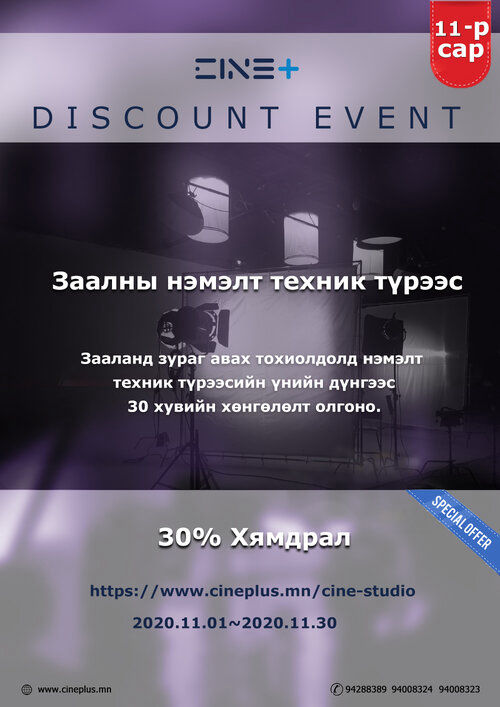 11-р
сар
CINE+
DISCOUNT EVENT
Заалны нэмэлт техник түрээс
Зааланд зураг авах тохиолдолд нэмэлт
техник түрээсийн үнийн дүнгээс
30 хувийн хөнгөлөлт олгоно.
SPECIAL OFFER
30% Хямдрал
https://www.cineplus.mn/cine-studio
2020.11.01~2020.11.30
www.cineplus.mn
94288389 94008324 94008323